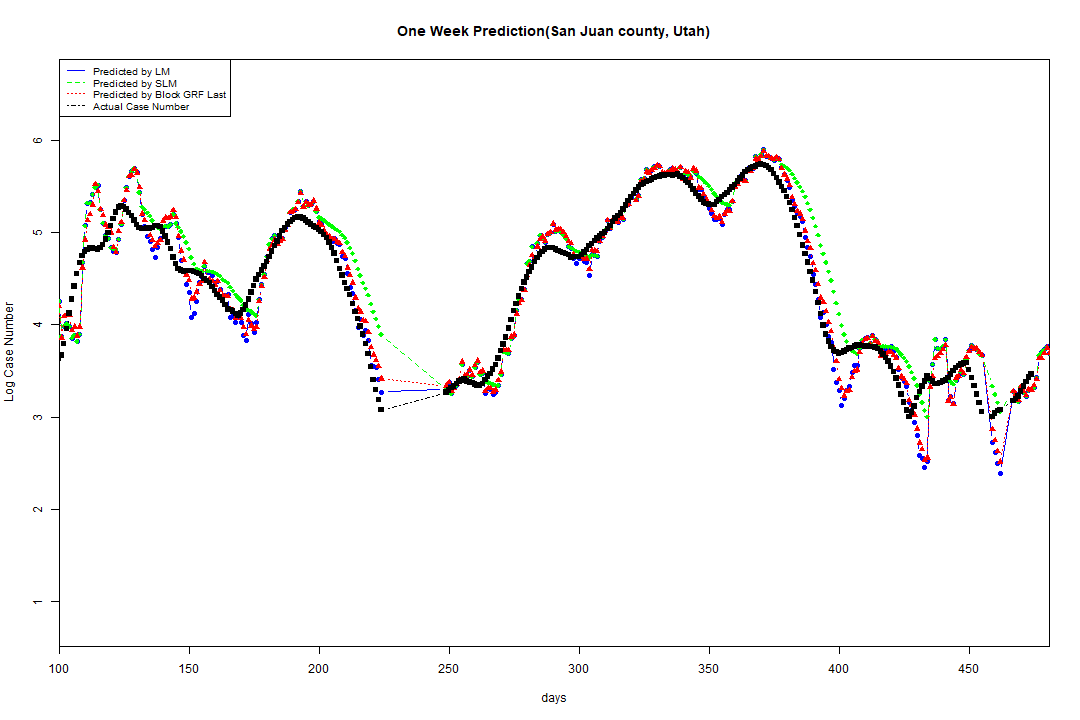 One Week Prediction(San Juan county, Utah)
Predicted by LM
Predicted by SLM
Predicted by Block GRF Last
Actual Case Number
Log Case Number
6
5
4
3
2
1
100 150 200 250 300 350 400 450
days